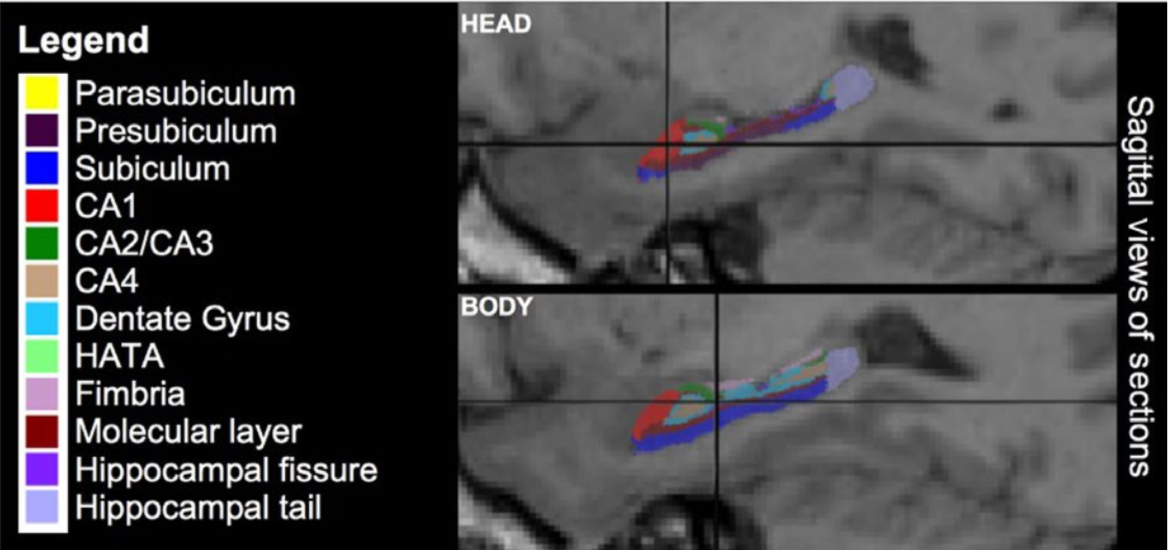 Legend
Parasubiculum
Presubiculum
Subiculum
CA1
CA2/CA3
CA4
Dentate Gyrus
HATA
Fimbria
Molecular layer
Hippocampal fissure
Hippocampal tail
HEAD
BODY
Sagittal views of sections